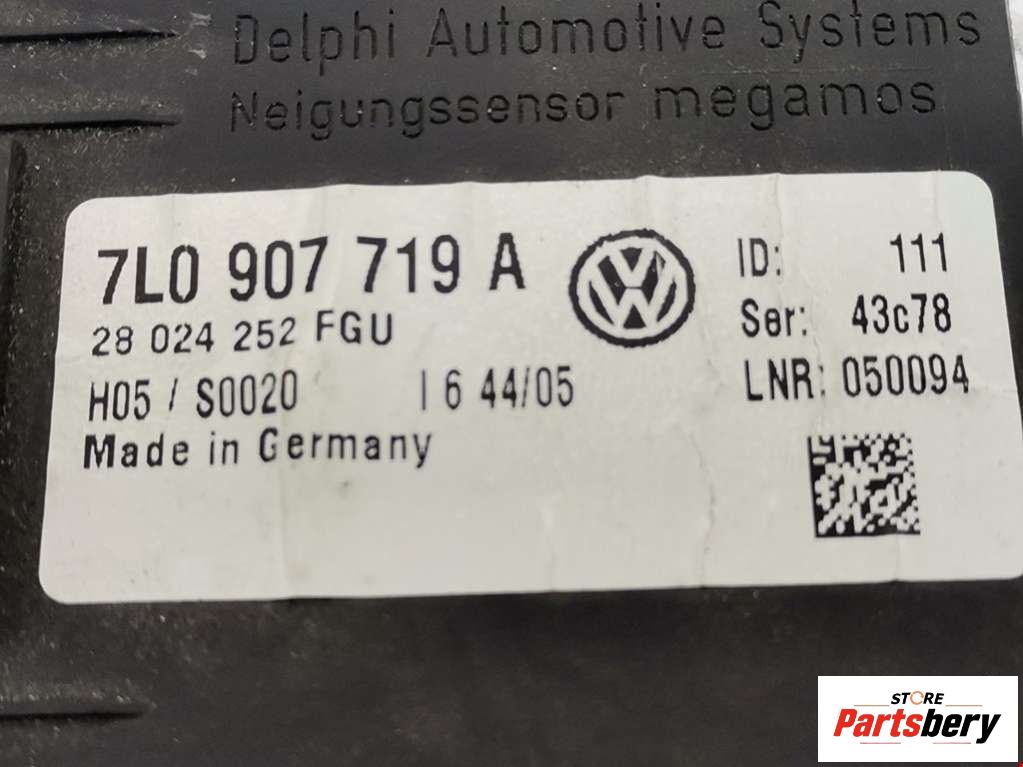 Delphi Automotive Systems
Neigungssensor megamos
7L0 907 719 A
28 024 252 FGU
H05 / S0020 I 6 44/05
Made in Germany
VW
ID: 111
Ser: 43c78
LNR: 050094
STORE
Partsbery